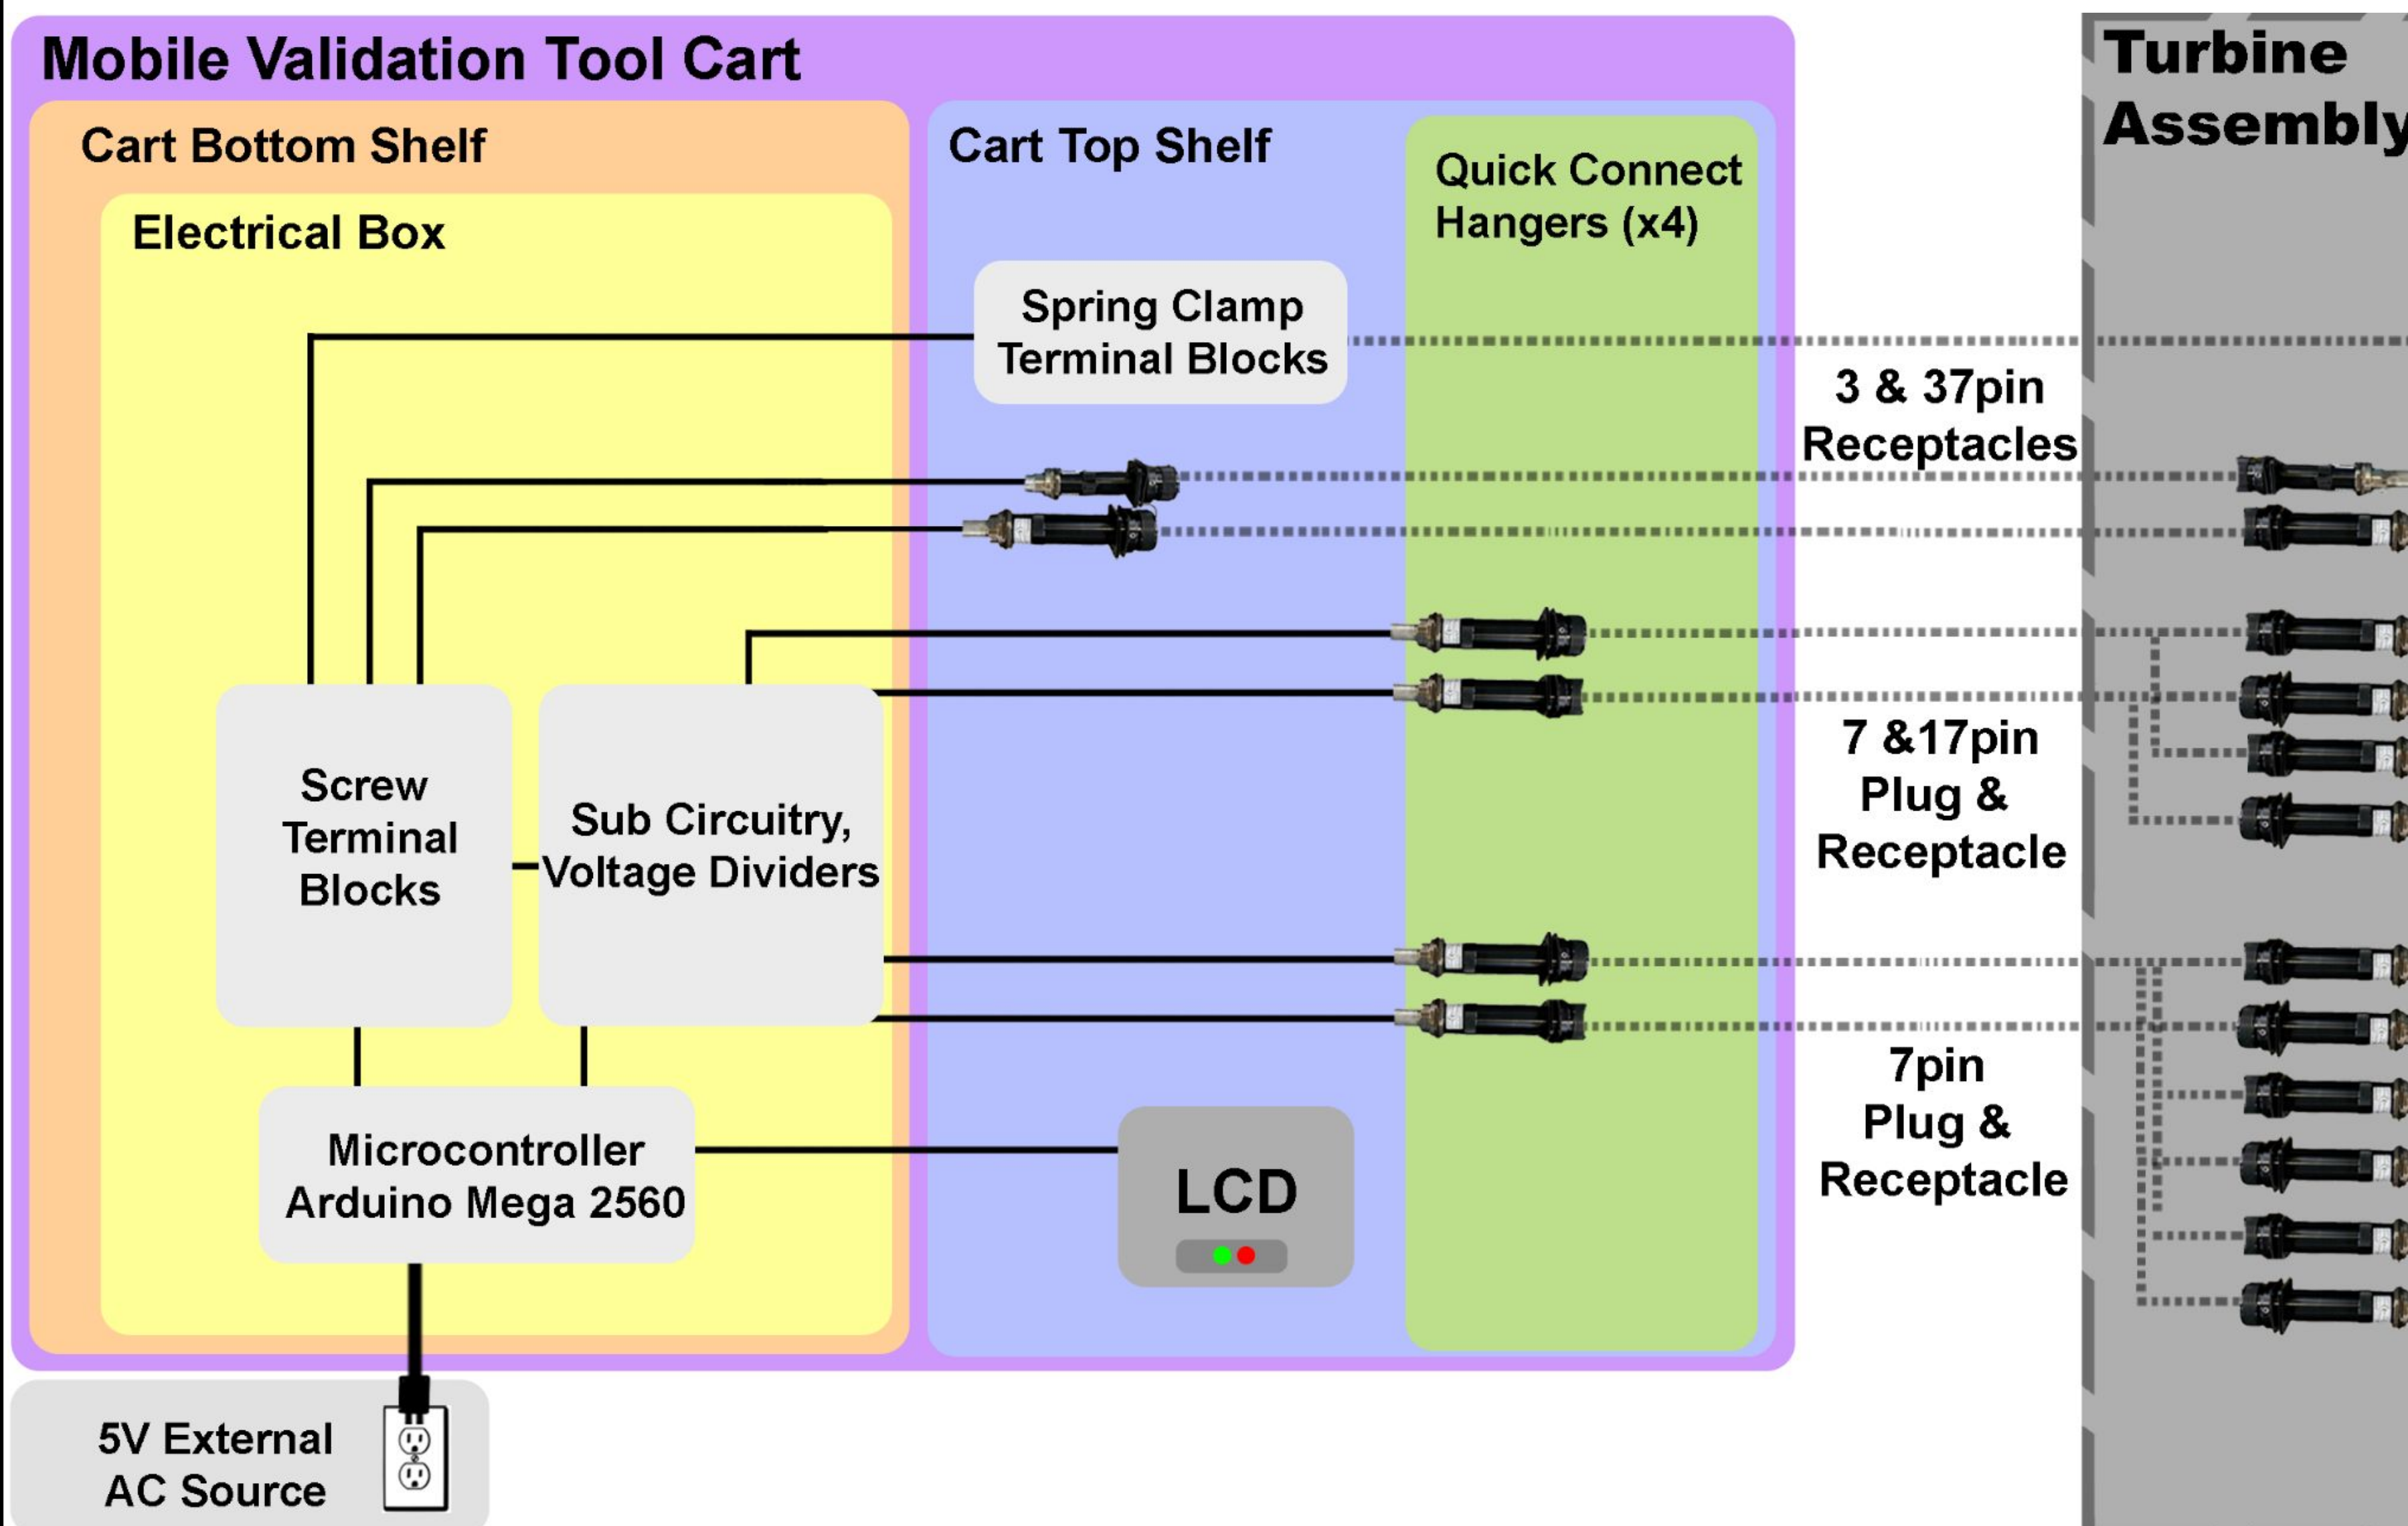 Mobile Validation Tool Cart
Turbine
Assembly
Cart Bottom Shelf
Cart Top Shelf
Quick Connect
Hangers (x4)
Electrical Box
Spring Clamp
Terminal Blocks
3 & 37pin
Receptacles
7 &17pin
Plug &
Receptacle
Screw
Terminal
Blocks
Sub Circuitry,
Voltage Dividers
7pin
Plug &
Receptacle
Microcontroller
Arduino Mega 2560
LCD
5V External
AC Source